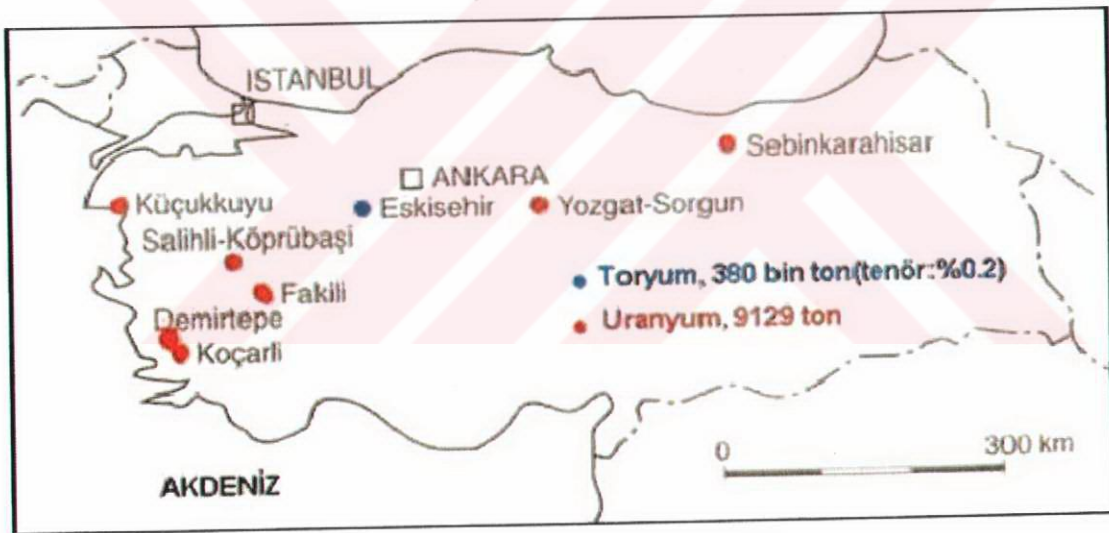 ISTANBUL
Sebinkarahisar
ANKARA
Küçukkuyu
Eskisehir
Yozgat-Sorgun
Salihli-Köprübaşi
Toryum, 380 bin ton(tenör:%0.2)
Fakili
Demirtepe
Uranyum, 9129 ton
Koçarli
0
300 km
AKDENİZ